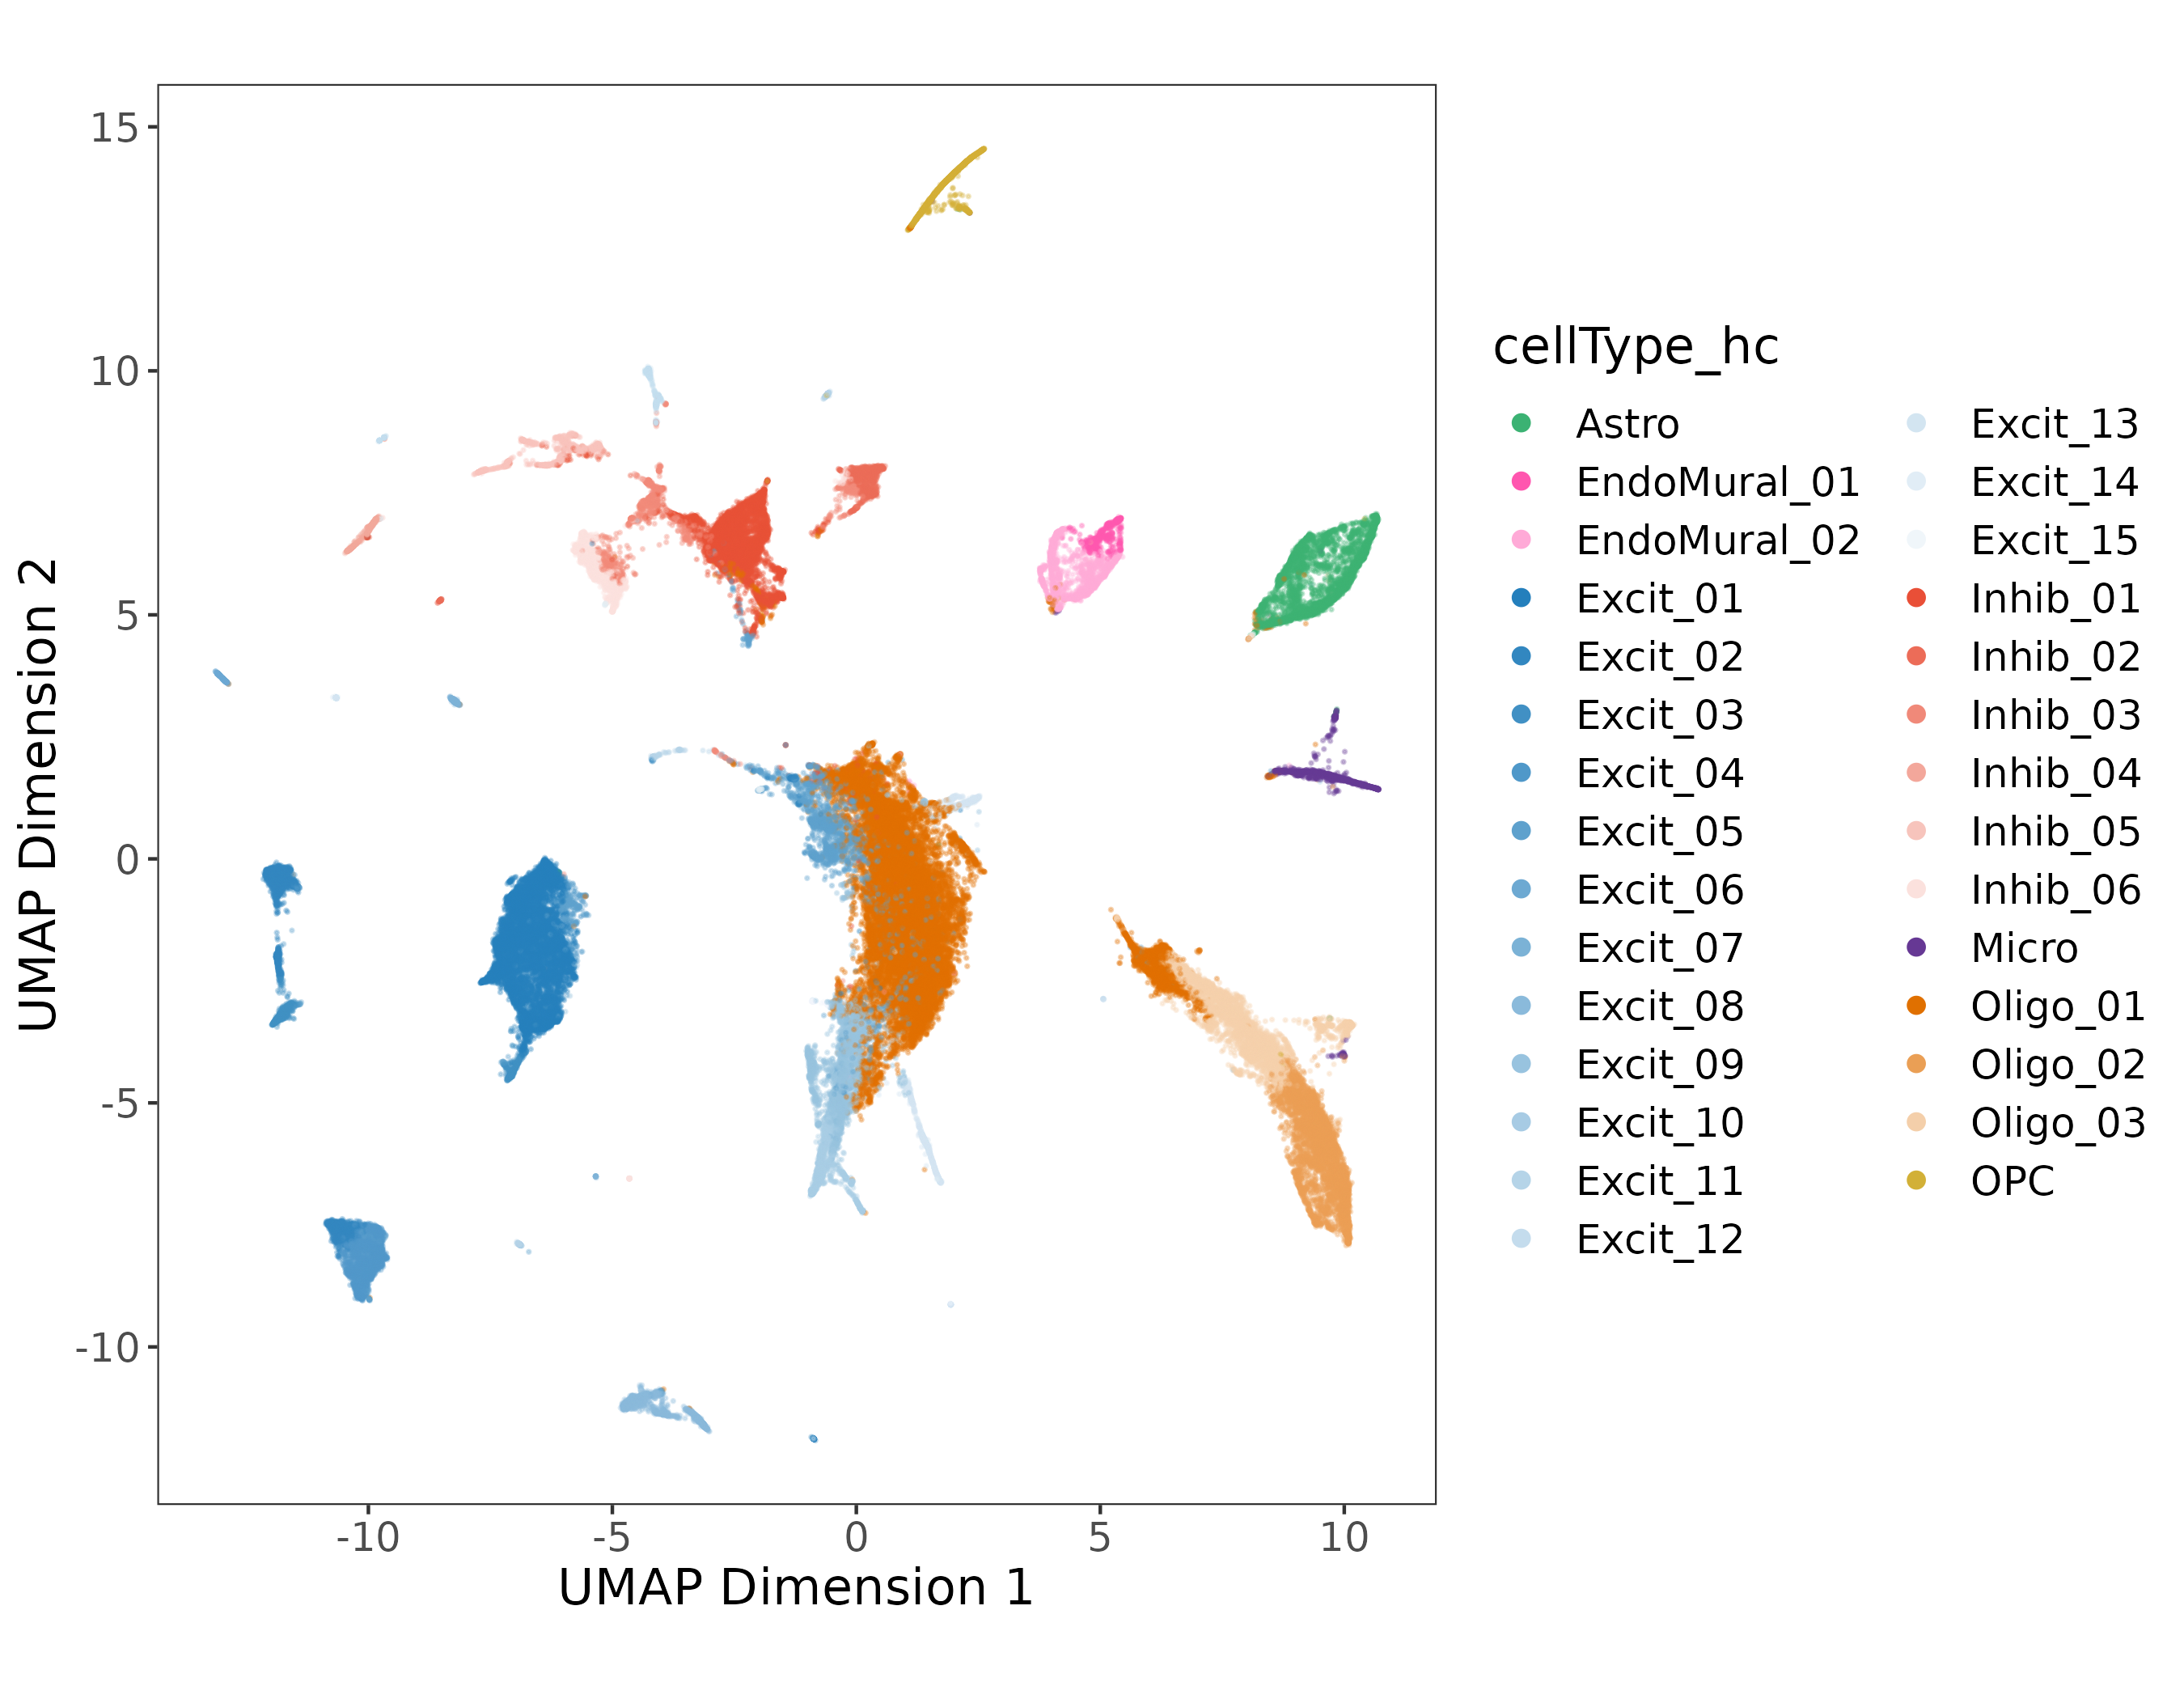 15
10
5
0
-5
-10
UMAP Dimension 2
-10
-5
0
5
10
UMAP Dimension 1
cellType_hc
Astro
EndoMural_01
EndoMural_02
Excit_01
Excit_02
Excit_03
Excit_04
Excit_05
Excit_06
Excit_07
Excit_08
Excit_09
Excit_10
Excit_11
Excit_12
Excit_13
Excit_14
Excit_15
Inhib_01
Inhib_02
Inhib_03
Inhib_04
Inhib_05
Inhib_06
Micro
Oligo_01
Oligo_02
Oligo_03
OPC